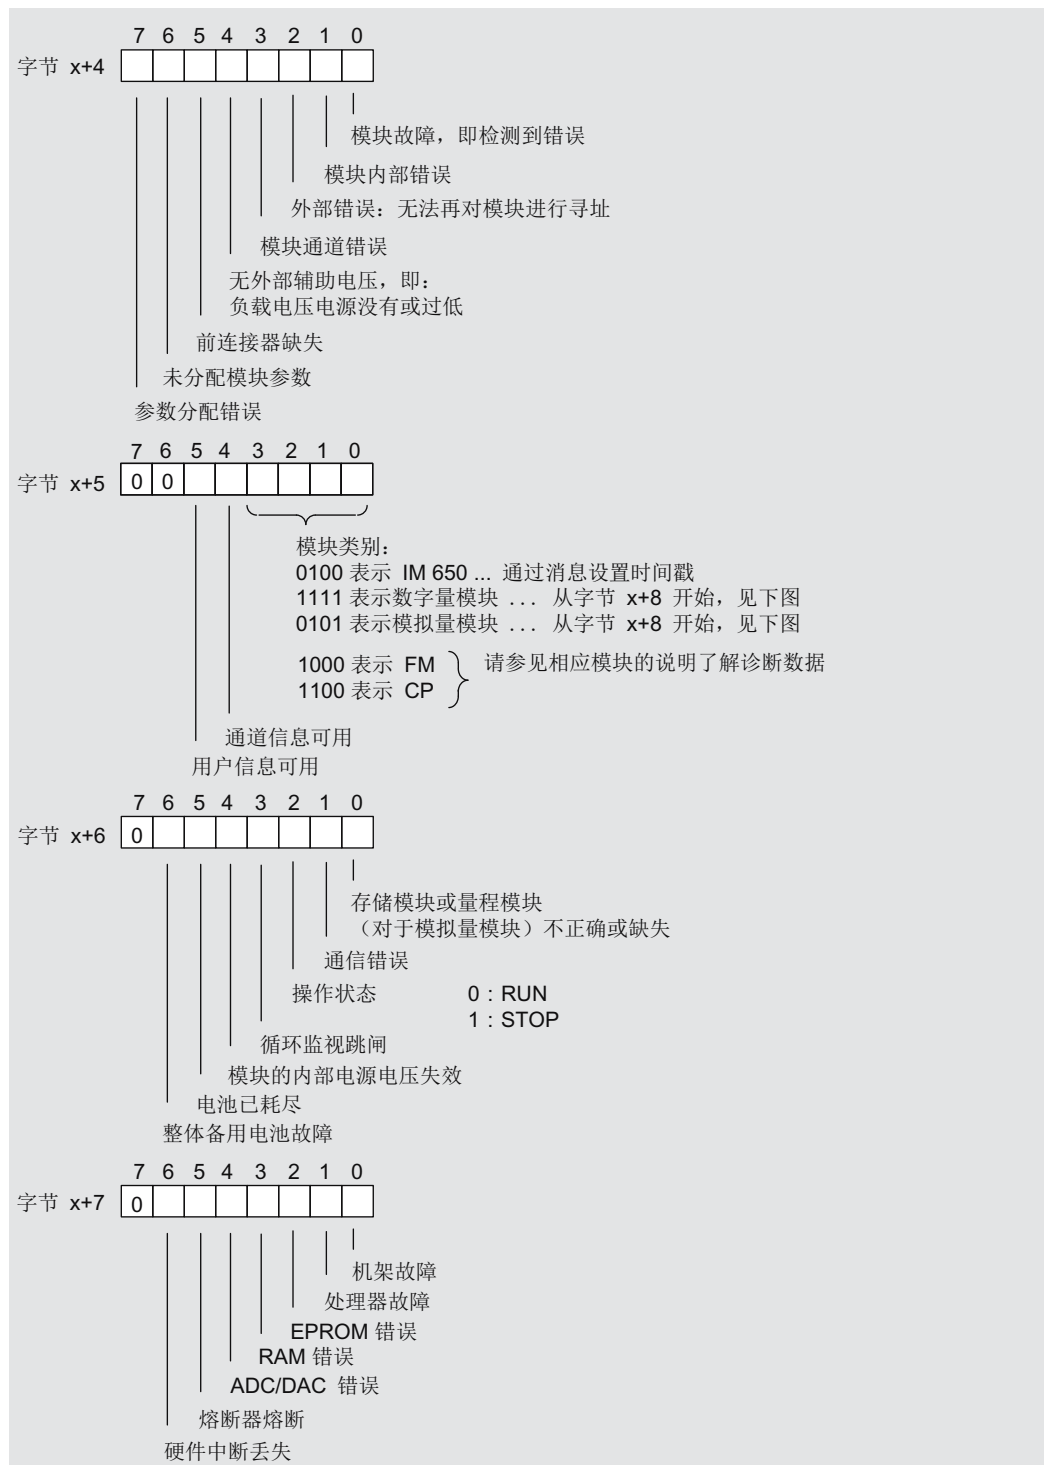 7 6 5 4 3 2 1 0
字节 x+4
模块故障，即检测到错误
模块内部错误
外部错误：无法再对模块进行寻址
模块通道错误
无外部辅助电压，即：
负载电压电源没有或过低
前连接器缺失
未分配模块参数
参数分配错误
7 6 5 4 3 2 1 0
字节 x+5 0 0
模块类别：
0100 表示 IM 650 ... 通过消息设置时间戳
1111 表示数字量模块 ... 从字节 x+8 开始，见下图
0101 表示模拟量模块 ... 从字节 x+8 开始，见下图
1000 表示 FM
请参见相应模块的说明了解诊断数据
1100 表示 CP
通道信息可用
用户信息可用
7 6 5 4 3 2 1 0
字节 x+6 0
存储模块或量程模块
（对于模拟量模块）不正确或缺失
通信错误
操作状态 0 : RUN
1 : STOP
循环监视跳闸
模块的内部电源电压失效
电池已耗尽
整体备用电池故障
7 6 5 4 3 2 1 0
字节 x+7 0
机架故障
处理器故障
EPROM 错误
RAM 错误
ADC/DAC 错误
熔断器熔断
硬件中断丢失